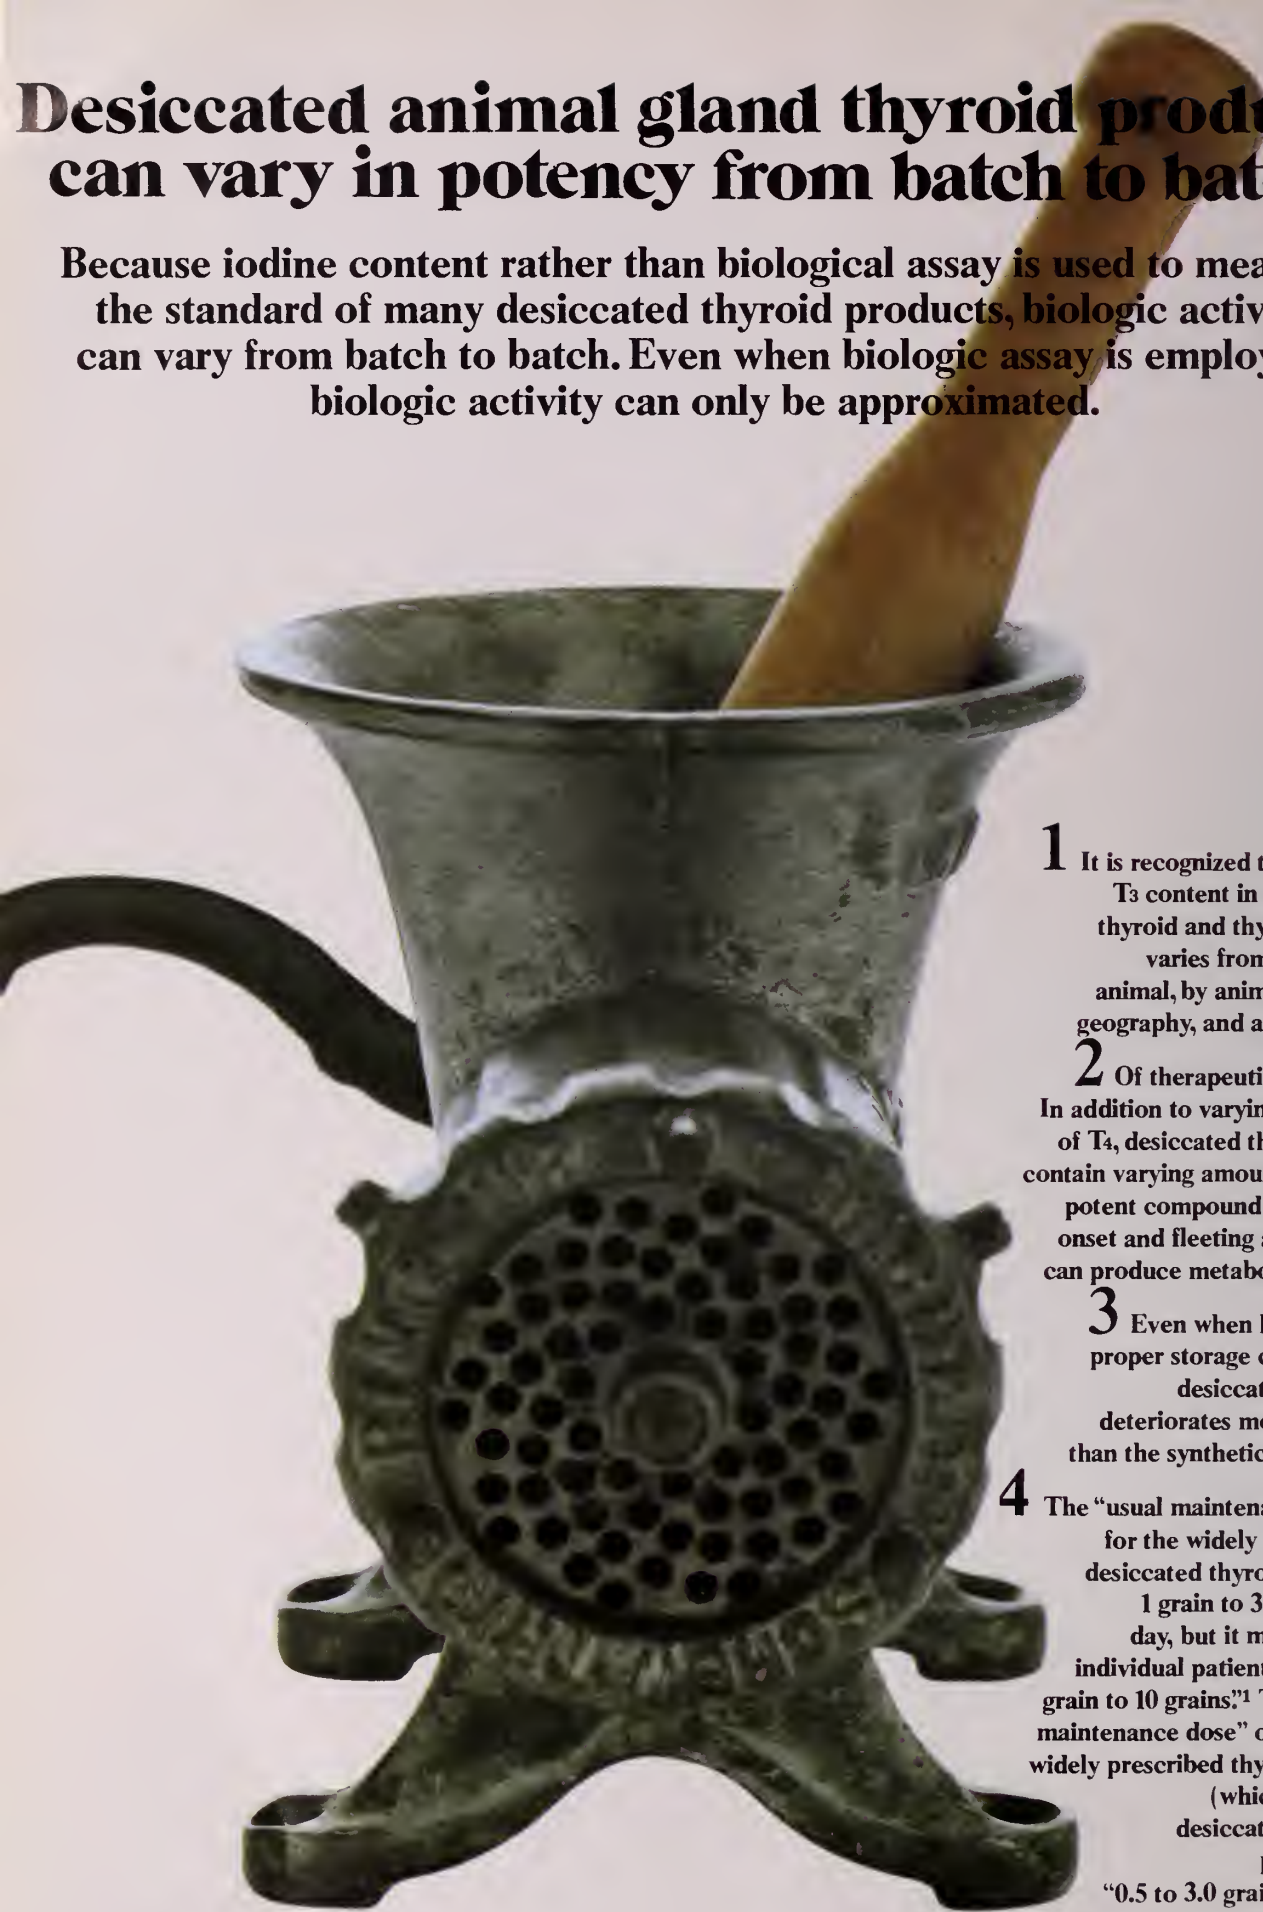 Desiccated animal gland thyroid produ
can vary in potency from batch to bat
Because iodine content rather than biological assay is used to mea
the standard of many desiccated thyroid products, biologic activ
can vary from batch to batch. Even when biologic assay is employ
biologic activity can only be approximated.
1 It is recognized t
T3 content in
thyroid and thy
varies from
animal, by anim
geography, and a
2 Of therapeuti
In addition to varyin
of T4, desiccated th
contain varying amou
potent compound
onset and fleeting a
can produce metabo
3 Even when
proper storage c
desiccat
deteriorates mo
than the synthetic
4 The “usual maintena
for the widely
desiccated thyro
1 grain to 3
day, but it m
individual patient
grain to 10 grains.”1
maintenance dose” o
widely prescribed thy
(whic
desiccat
“0.5 to 3.0 grai